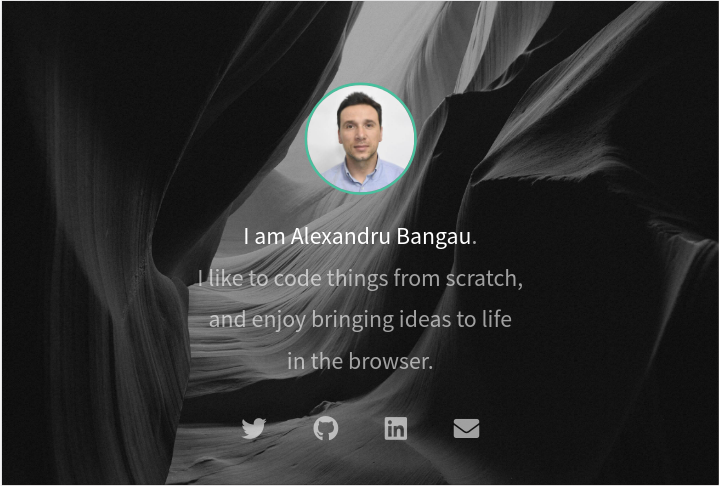 I am Alexandru Bangau.
I like to code things from scratch,
and enjoy bringing ideas to life
in the browser.